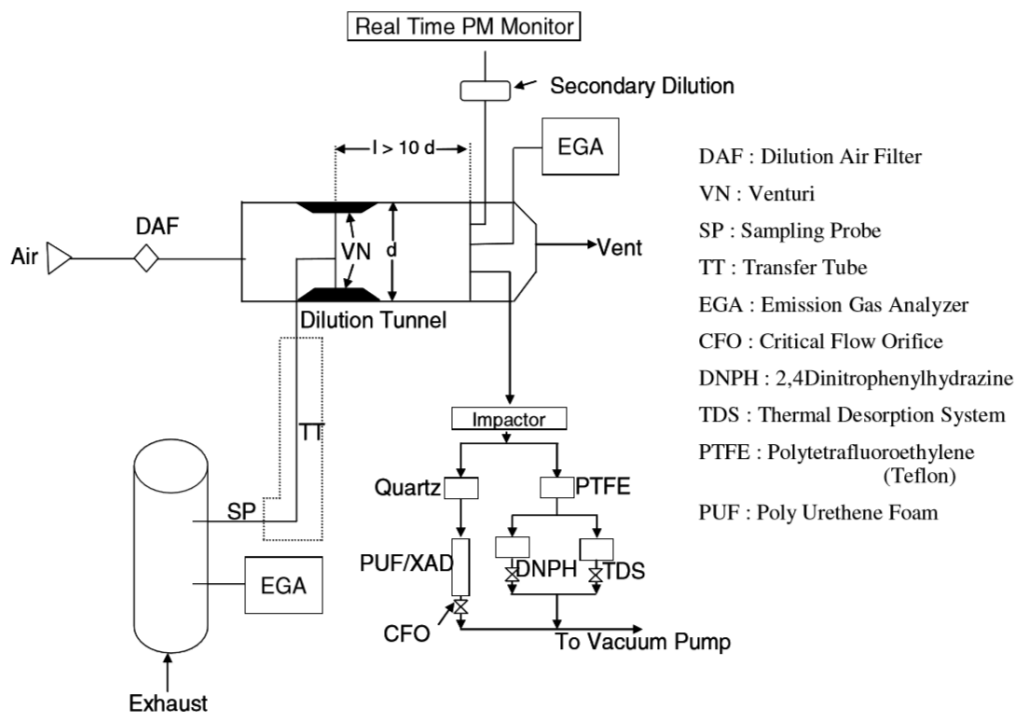 Real Time PM Monitor
Secondary Dilution
l > 10 d
EGA
DAF
Air
VN
d
Vent
Dilution Tunnel
TT
Impactor
SP
Quartz
PTFE
PUF/XAD
DNPH
TDS
EGA
CFO
To Vacuum Pump
Exhaust
DAF : Dilution Air Filter
VN : Venturi
SP : Sampling Probe
TT : Transfer Tube
EGA : Emission Gas Analyzer
CFO : Critical Flow Orifice
DNPH : 2,4Dinitrophenylhydrazine
TDS : Thermal Desorption System
PTFE : Polytetrafluoroethylene
(Teflon)
PUF : Poly Urethene Foam